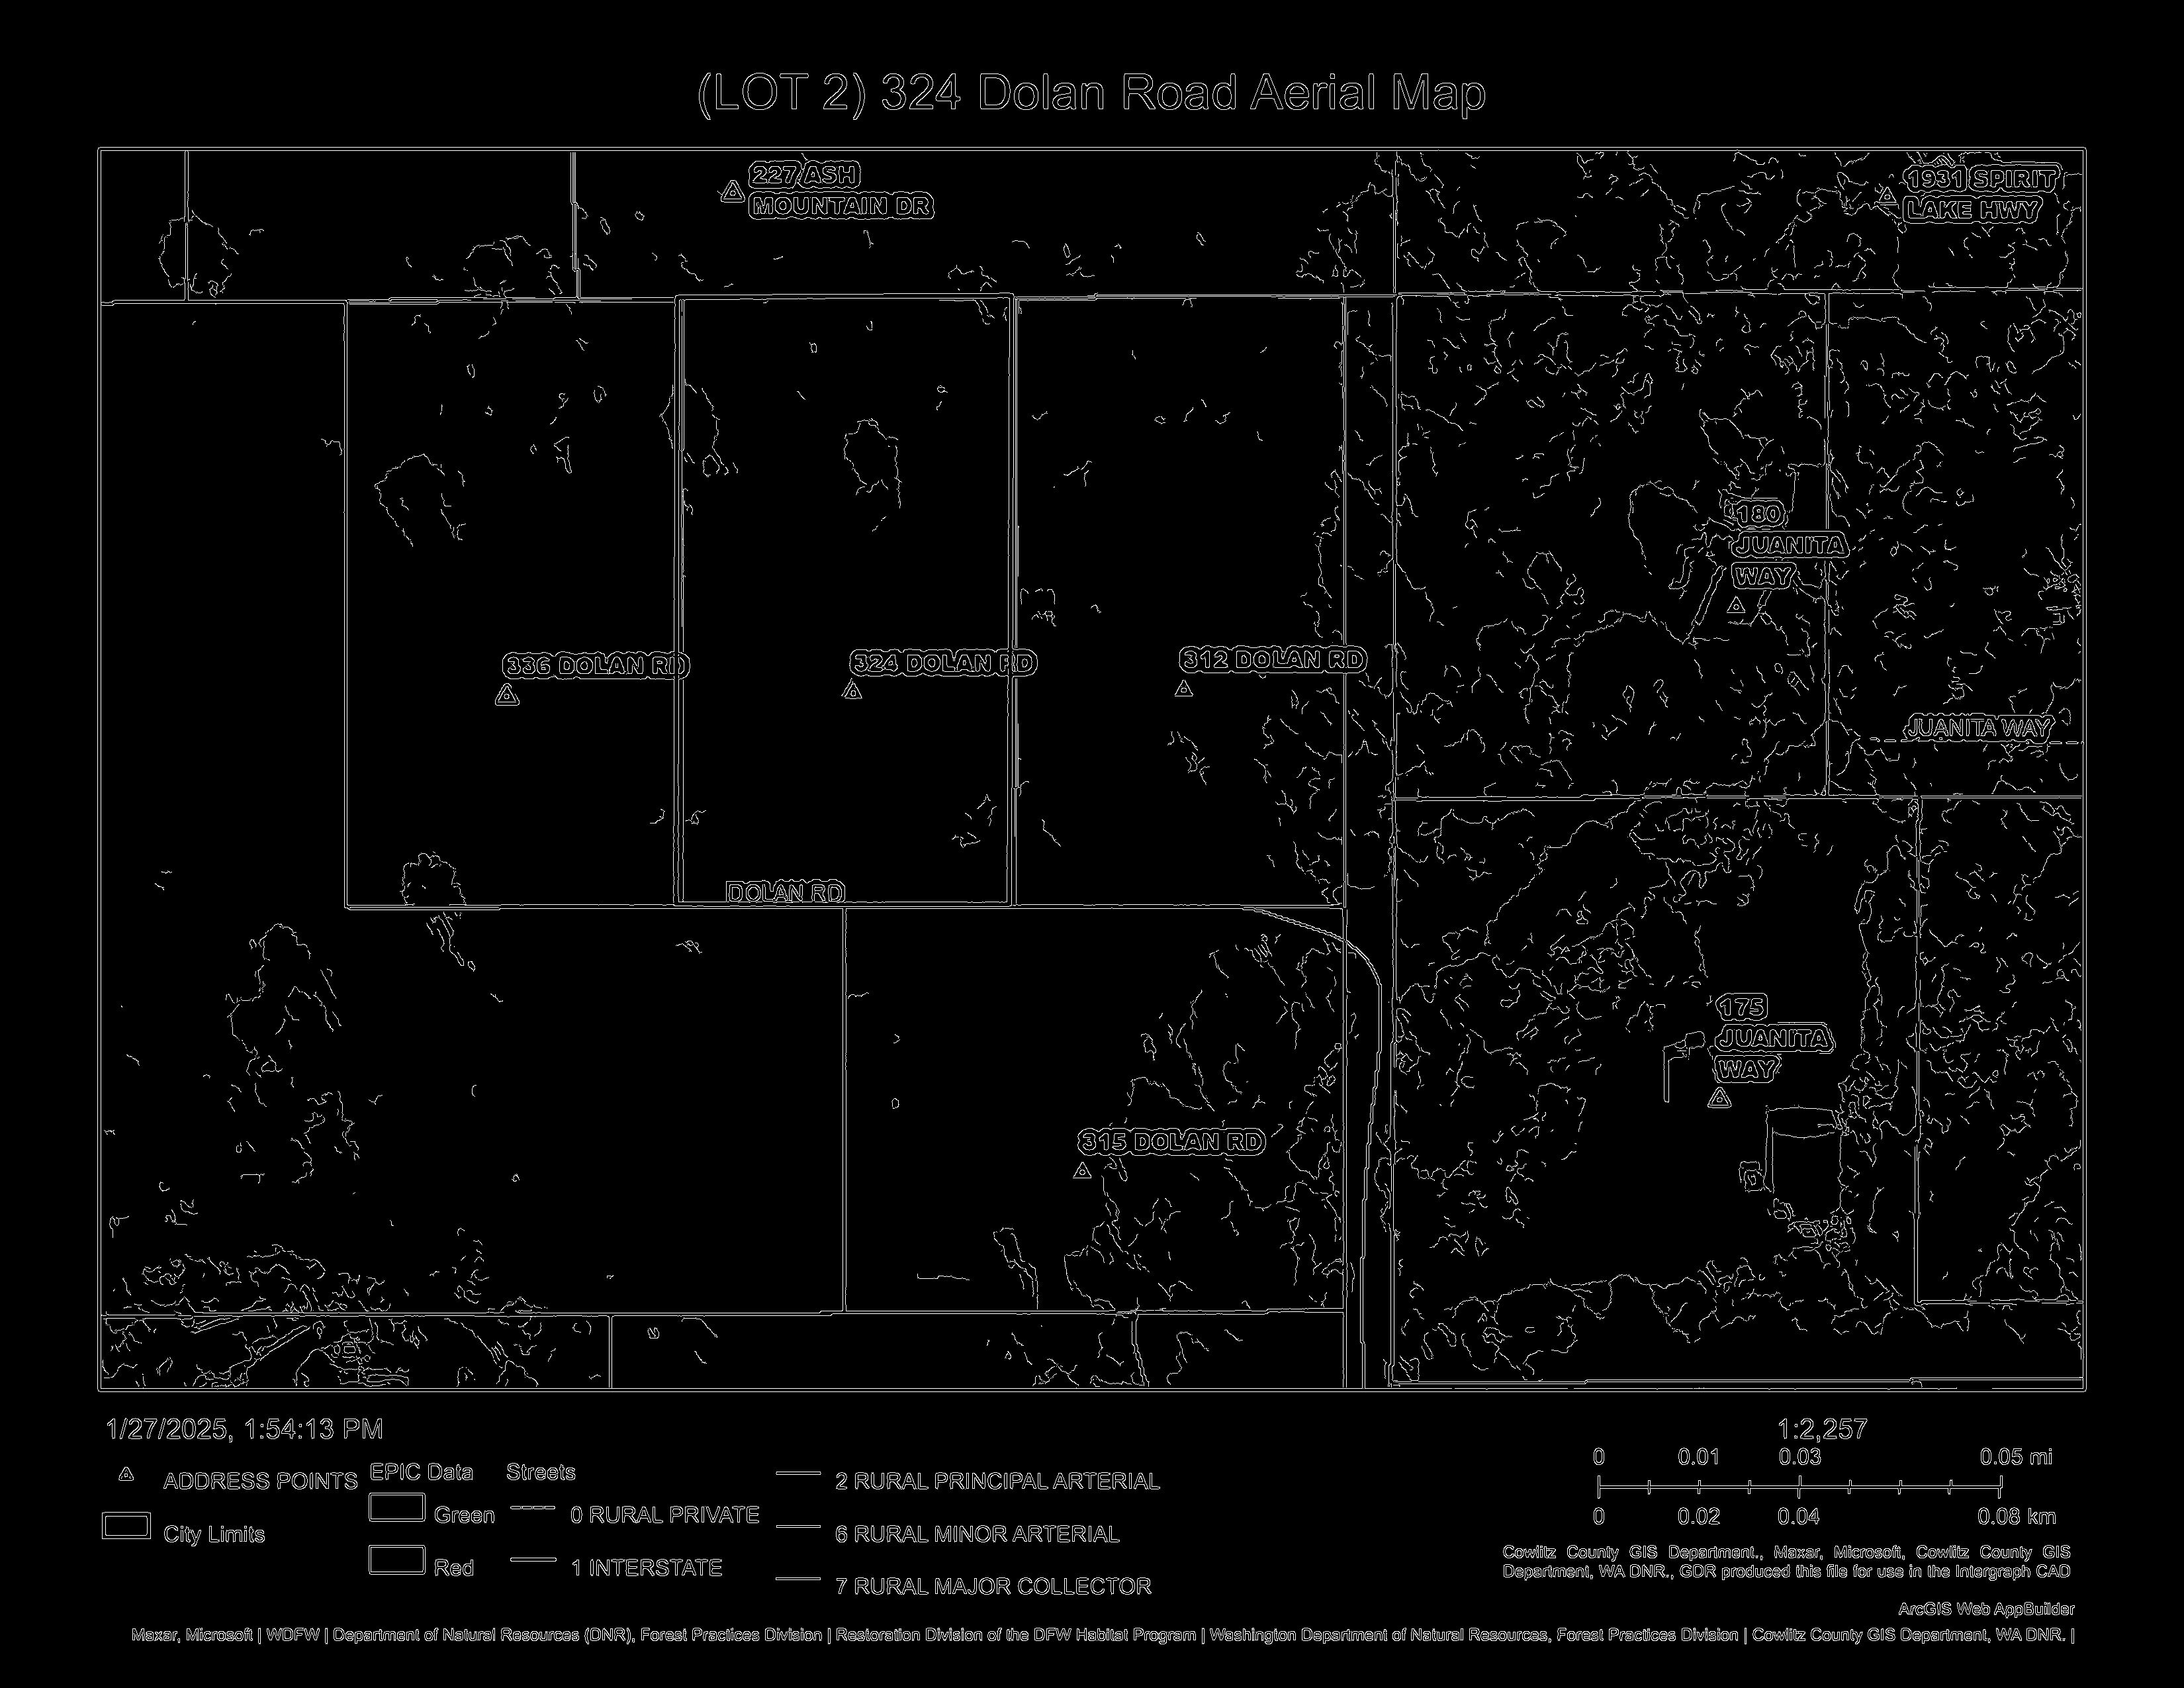 (LOT 2) 324 Dolan Road Aerial Map
227 ASH
MOUNTAIN DR
1931 SPIRIT
LAKE HWY
180
JUANITA
WAY
336 DOLAN RD
324 DOLAN RD
312 DOLAN RD
JUANITA WAY
DOLAN RD
175
JUANITA
WAY
315 DOLAN RD
1/27/2025, 1:54:13 PM
ADDRESS POINTS
City Limits
EPIC Data
Green
Red
Streets
0 RURAL PRIVATE
1 INTERSTATE
2 RURAL PRINCIPAL ARTERIAL
6 RURAL MINOR ARTERIAL
7 RURAL MAJOR COLLECTOR
1:2,257
0 0.01 0.03 0.05 mi
0 0.02 0.04 0.08 km
Cowlitz County GIS Department., Maxar, Microsoft, Cowlitz County GIS
Department, WA DNR., GDR produced this file for use in the Intergraph CAD
ArcGIS Web AppBuilder
Maxar, Microsoft | WDFW | Department of Natural Resources (DNR), Forest Practices Division | Restoration Division of the DFW Habitat Program | Washington Department of Natural Resources, Forest Practices Division | Cowlitz County GIS Department, WA DNR. |